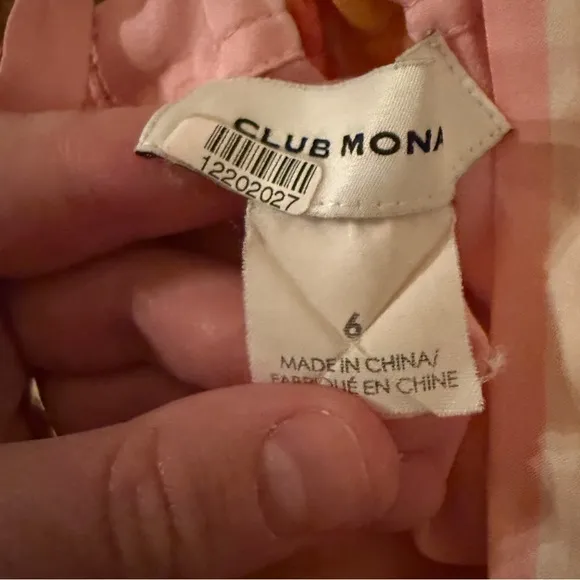 CLUB MONA
12202027
6
MADE IN CHINA/
FABRIQUÉ EN CHINE